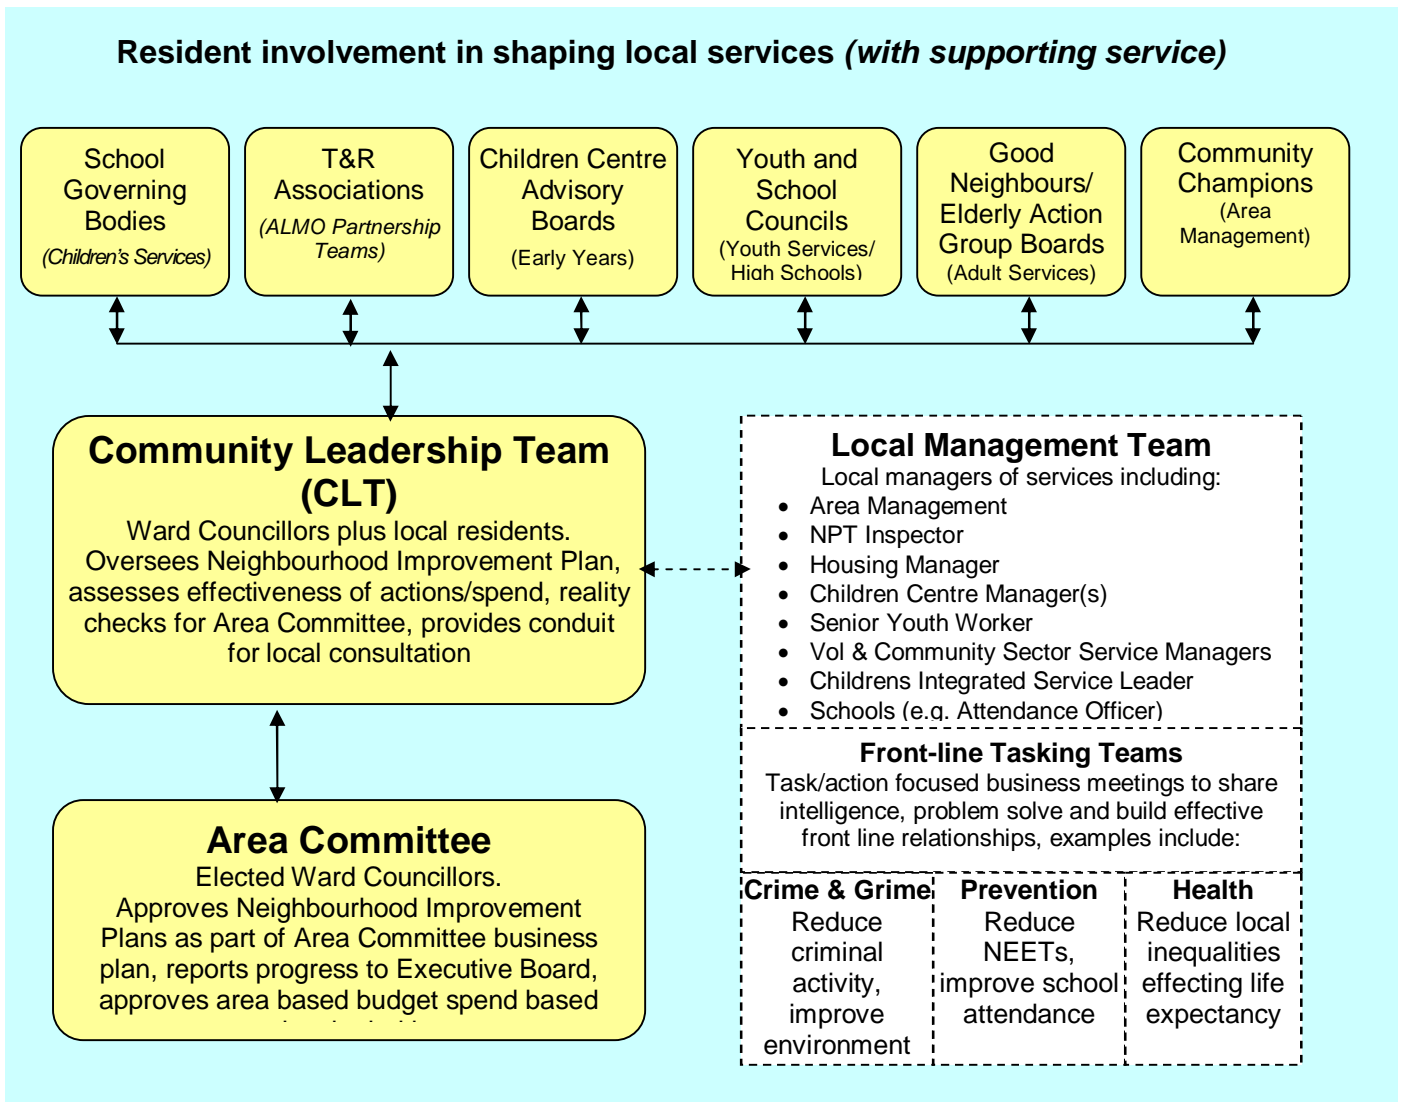 Resident involvement in shaping local services (with supporting service)
School
Governing
Bodies
(Children's Services)
T&R
Associations
(ALMO Partnership
Teams)
Children Centre
Advisory
Boards
(Early Years)
Youth and
School
Councils
(Youth Services/
High Schools)
Good
Neighbours/
Elderly Action
Group Boards
(Adult Services)
Community
Champions
(Area
Management)
Community Leadership Team
(CLT)
Ward Councillors plus local residents.
Oversees Neighbourhood Improvement Plan,
assesses effectiveness of actions/spend, reality
checks for Area Committee, provides conduit
for local consultation
Local Management Team
Local managers of services including:
• Area Management
• NPT Inspector
• Housing Manager
• Children Centre Manager(s)
• Senior Youth Worker
• Vol & Community Sector Service Managers
• Childrens Integrated Service Leader
• Schools (e.g. Attendance Officer)
Front-line Tasking Teams
Task/action focused business meetings to share
intelligence, problem solve and build effective
front line relationships, examples include:
Crime & Grime
Reduce
criminal
activity,
improve
environment
Prevention
Reduce
NEETs,
improve school
attendance
Health
Reduce local
inequalities
effecting life
expectancy
Area Committee
Elected Ward Councillors.
Approves Neighbourhood Improvement
Plans as part of Area Committee business
plan, reports progress to Executive Board,
approves area based budget spend based